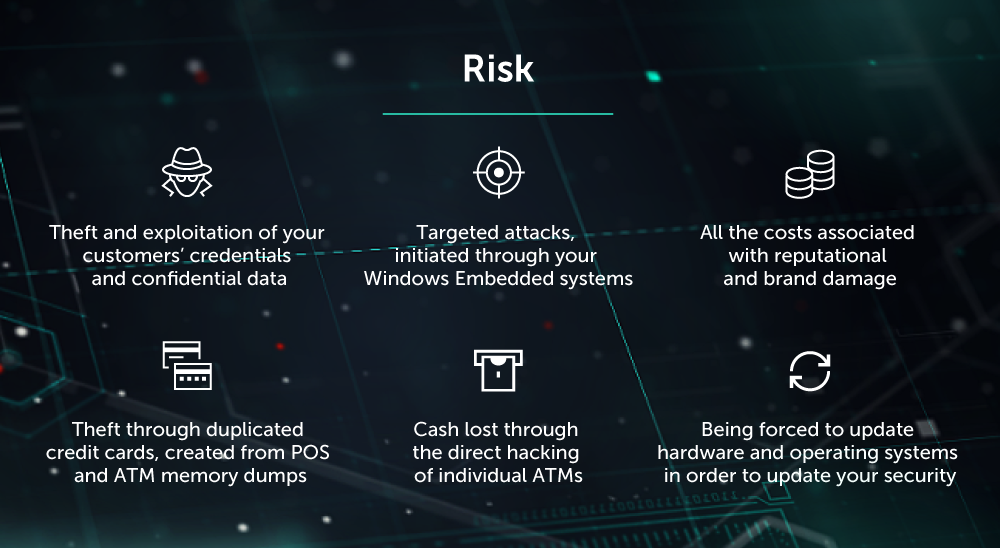 Risk
Theft and exploitation of your
customers’ credentials
and confidential data
Targeted attacks,
initiated through your
Windows Embedded systems
All the costs associated
with reputational
and brand damage
Theft through duplicated
credit cards, created from POS
and ATM memory dumps
Cash lost through
the direct hacking
of individual ATMs
Being forced to update
hardware and operating systems
in order to update your security